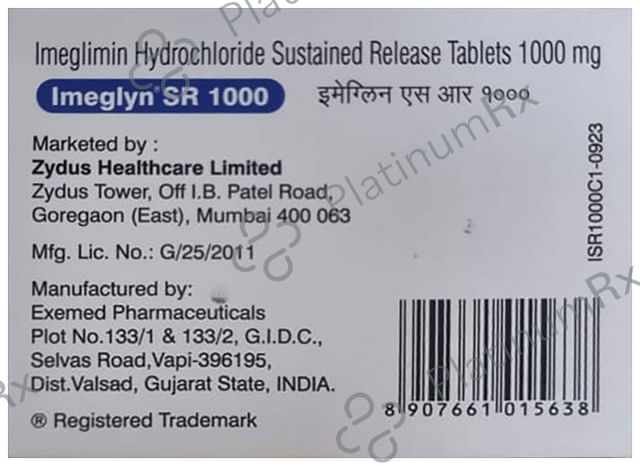 Imeglimin Hydrochloride Sustained Release Tablets 1000 mg
Imeglyn® SR 1000
इमेग्लिन एस आर १०००
Marketed by :
Zydus Healthcare Limited
Zydus Tower, Off I.B. Patel Road,
Goregaon (East), Mumbai 400 063
Mfg. Lic. No.: G/25/2011
Manufactured by:
Exemed Pharmaceuticals
Plot No.133/1 & 133/2, G.I.D.C.,
Selvas Road,Vapi-396195,
Dist.Valsad, Gujarat State, INDIA.
® Registered Trademark
ISR1000C1-0923
8 907661 015638
PlatinumRx
PlatinumRx